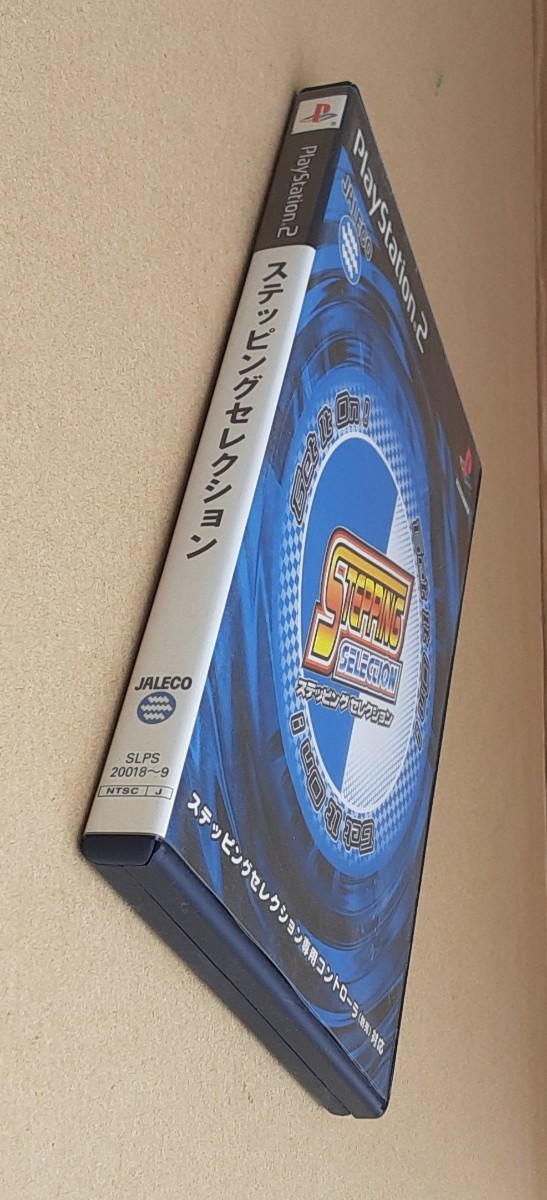 PlayStation.2
ステッピングセレクション
JALECO
SLPS
20018〜9
NTSC J
PlayStation.2
JALECO
Get It On!
STEPPING
SELECTION
ステッピング セレクション
ステッピングセレクション専用コントローラ(別売)対応